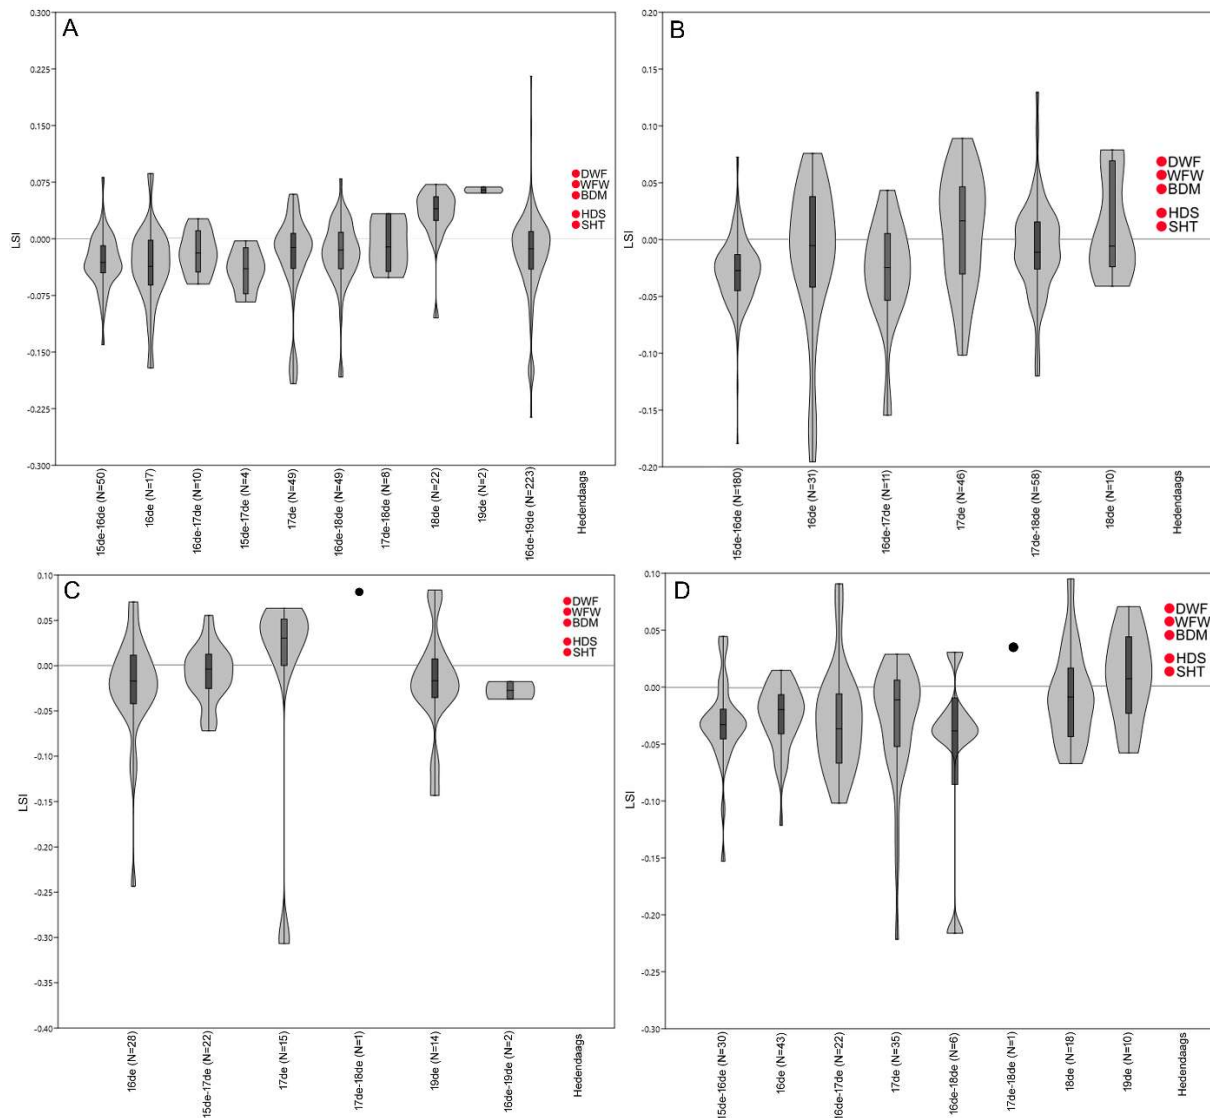 A
0.300
0.225
0.150
0.075
0.000
-0.075
-0.150
-0.225
-0.300
LSI
DWF
WFW
BDM
HDS
SHT
15de-16de (N=50)
16de (N=17)
16de-17de (N=10)
15de-17de (N=4)
17de (N=49)
16de-18de (N=49)
17de-18de (N=8)
18de (N=22)
19de (N=2)
16de-19de (N=223)
Hedendaags
B
0.20
0.15
0.10
0.05
0.00
-0.05
-0.10
-0.15
-0.20
LSI
DWF
WFW
BDM
HDS
SHT
15de-16de (N=180)
16de (N=31)
16de-17de (N=11)
17de (N=46)
17de-18de (N=58)
18de (N=10)
Hedendaags
C
0.10
0.05
0.00
-0.05
-0.10
-0.15
-0.20
-0.25
-0.30
-0.35
-0.40
LSI
DWF
WFW
BDM
HDS
SHT
16de (N=28)
15de-17de (N=22)
17de (N=15)
17de-18de (N=1)
19de (N=14)
16de-19de (N=2)
Hedendaags
D
0.10
0.05
0.00
-0.05
-0.10
-0.15
-0.20
-0.25
-0.30
LSI
DWF
WFW
BDM
HDS
SHT
15de-16de (N=30)
16de (N=43)
16de-17de (N=22)
17de (N=35)
16de-18de (N=6)
17de-18de (N=1)
18de (N=18)
19de (N=10)
Hedendaags